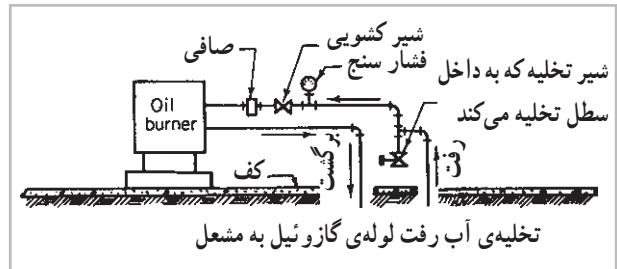 شیر کشویی
صافی
فشار سنج
شیر تخلیه که به داخل
سطل تخلیه می‌کند
Oil
burner
برگشت
رفت
کف
تخلیه‌ی آب رفت لوله‌ی گازوئیل به مشعل